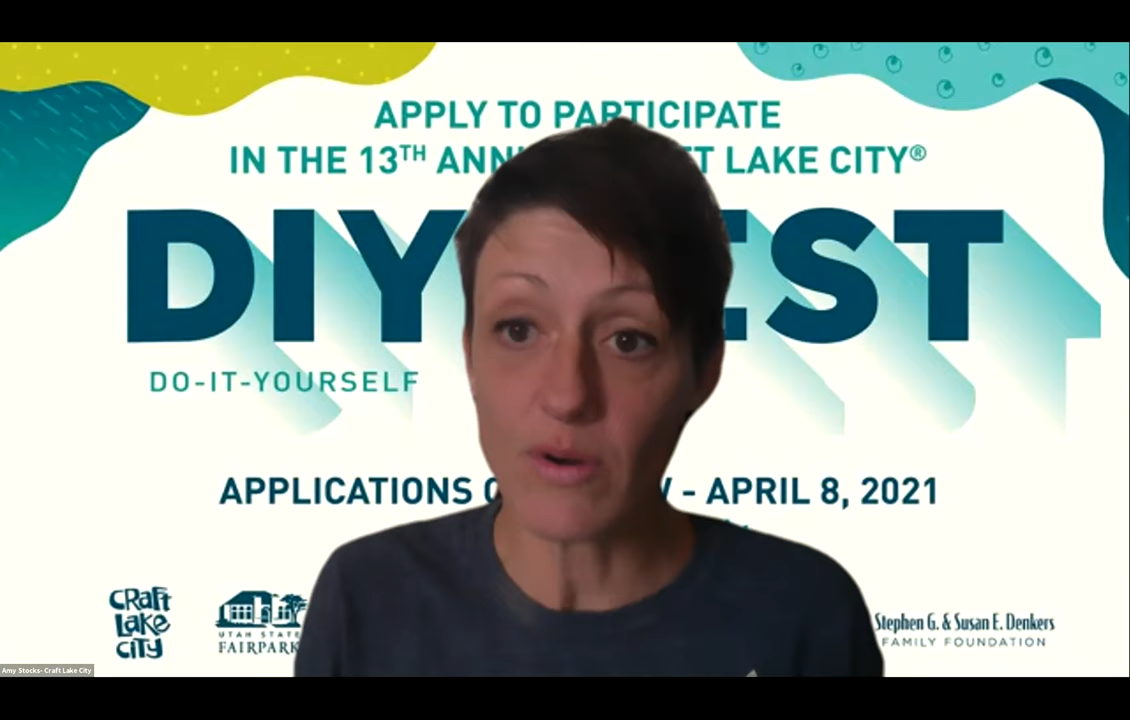 APPLY TO PARTICIPATE
IN THE 13TH ANN FT LAKE CITY®
DIY EST
DO-IT-YOURSELF
APPLICATIONS - APRIL 8, 2021
CRAFT
LAKE
CITY
UTAH STATE
FAIRPARK
Stephen G. & Susan E. Denkers
FAMILY FOUNDATION
Amy Stocks- Craft Lake City